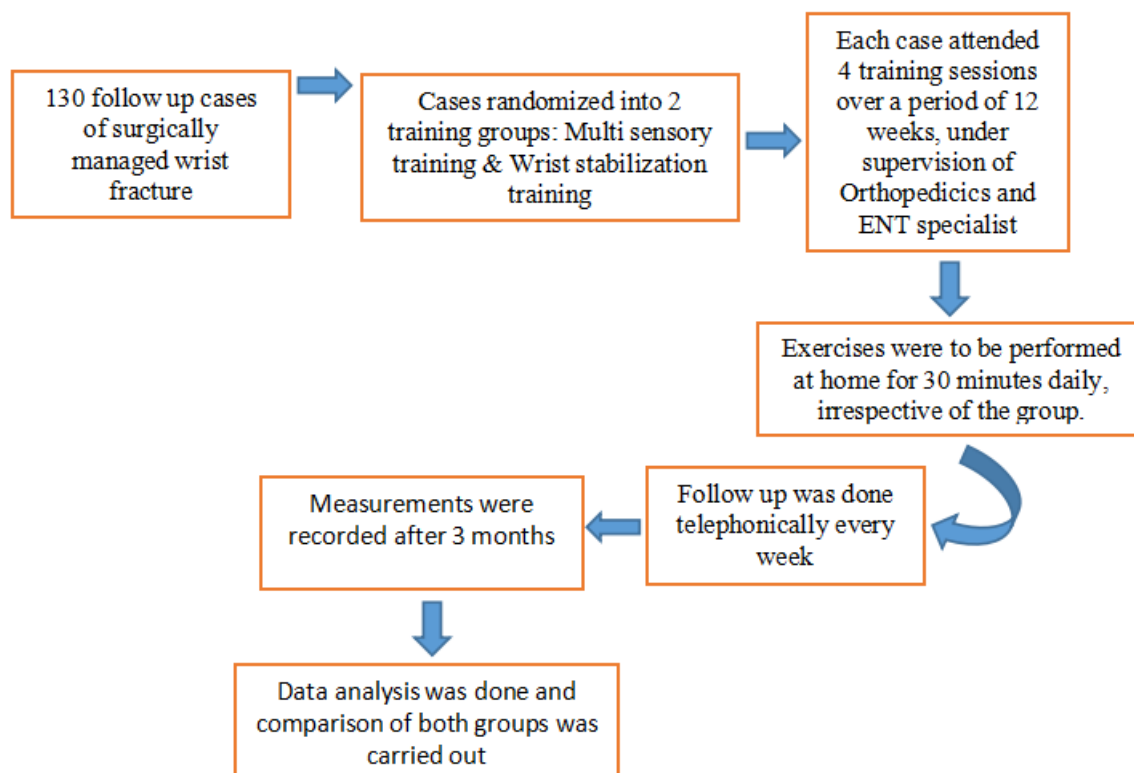 130 follow up cases
of surgically
managed wrist
fracture
Cases randomized into 2
training groups: Multi sensory
training & Wrist stabilization
training
Each case attended
4 training sessions
over a period of 12
weeks, under
supervision of
Orthopedicics and
ENT specialist
Exercises were to be performed
at home for 30 minutes daily,
irrespective of the group.
Follow up was done
telephonically every
week
Measurements were
recorded after 3 months
Data analysis was done and
comparison of both groups was
carried out